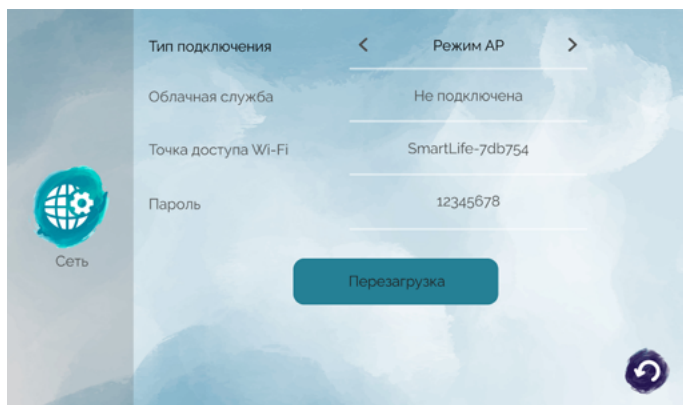 Тип подключения < Режим AP >
Облачная служба Не подключена
Точка доступа Wi-Fi SmartLife-7db754
Пароль 12345678
Сеть
Перезагрузка